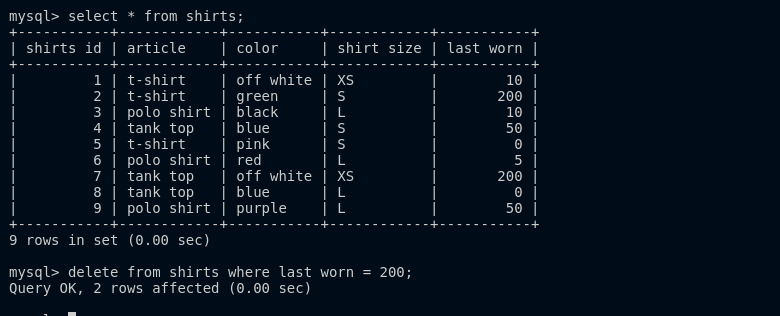 mysql> select * from shirts;
+-----------+------------+-----------+------------+-----------+
| shirts id | article    | color     | shirt size | last worn |
+-----------+------------+-----------+------------+-----------+
|         1 | t-shirt    | off white | XS         |        10 |
|         2 | t-shirt    | green     | S          |       200 |
|         3 | polo shirt | black     | L          |        10 |
|         4 | tank top   | blue      | S          |        50 |
|         5 | t-shirt    | pink      | S          |         0 |
|         6 | polo shirt | red       | L          |         5 |
|         7 | tank top   | off white | XS         |       200 |
|         8 | tank top   | blue      | L          |         0 |
|         9 | polo shirt | purple    | L          |        50 |
+-----------+------------+-----------+------------+-----------+
9 rows in set (0.00 sec)
mysql> delete from shirts where last worn = 200;
Query OK, 2 rows affected (0.00 sec)